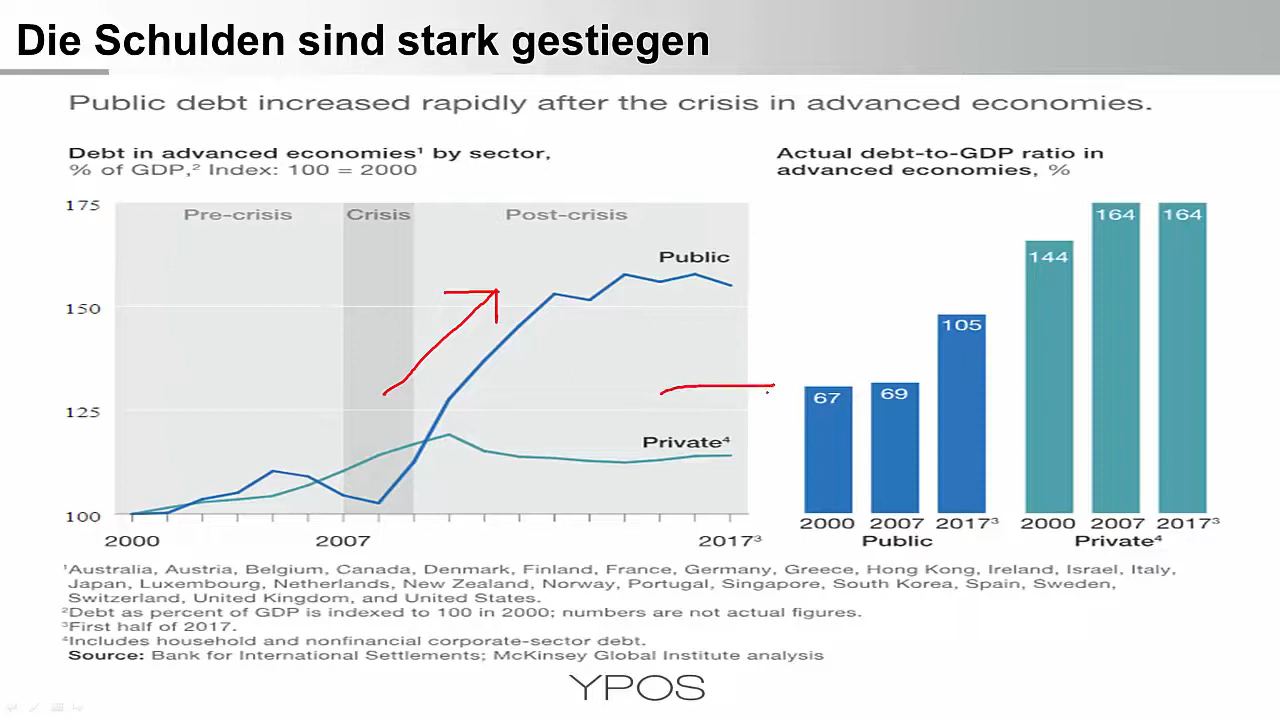 Die Schulden sind stark gestiegen
Public debt increased rapidly after the crisis in advanced economies.
Debt in advanced economies¹ by sector,
% of GDP,² Index: 100 = 2000
175
150
125
100
Pre-crisis
Crisis
Post-crisis
Public
Private⁴
2000
2007
2017³
Actual debt-to-GDP ratio in
advanced economies, %
67
69
105
144
164
164
2000 2007 2017³ 2000 2007 2017³
Public Private⁴
¹Australia, Austria, Belgium, Canada, Denmark, Finland, France, Germany, Greece, Hong Kong, Ireland, Israel, Italy,
Japan, Luxembourg, Netherlands, New Zealand, Norway, Portugal, Singapore, South Korea, Spain, Sweden,
Switzerland, United Kingdom, and United States.
²Debt as percent of GDP is indexed to 100 in 2000; numbers are not actual figures.
³First half of 2017.
⁴Includes household and nonfinancial corporate-sector debt.
Source: Bank for International Settlements; McKinsey Global Institute analysis
YPOS